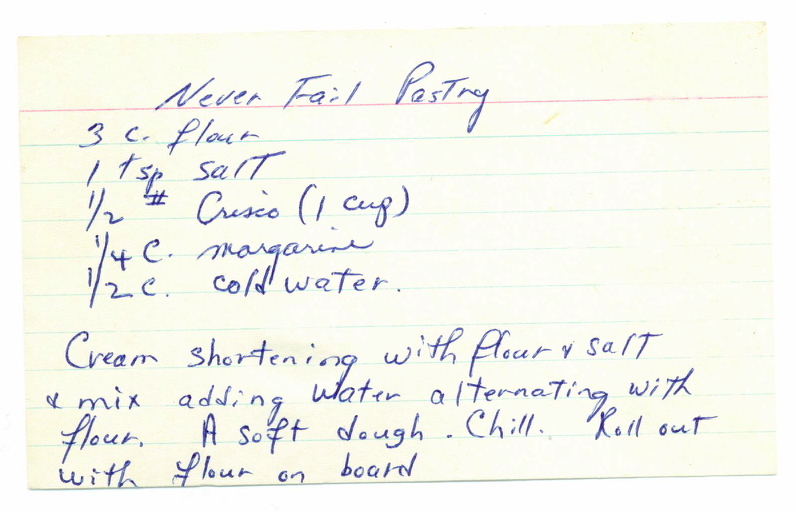 Never Fail Pastry
3 c. flour
1 tsp salt
1/2 # Crisco (1 cup)
1/4 C. margarine
1/2 c. cold water.
Cream shortening with flour & salt
& mix adding water alternating with
flour. A soft dough. Chill. Roll out
with flour on board